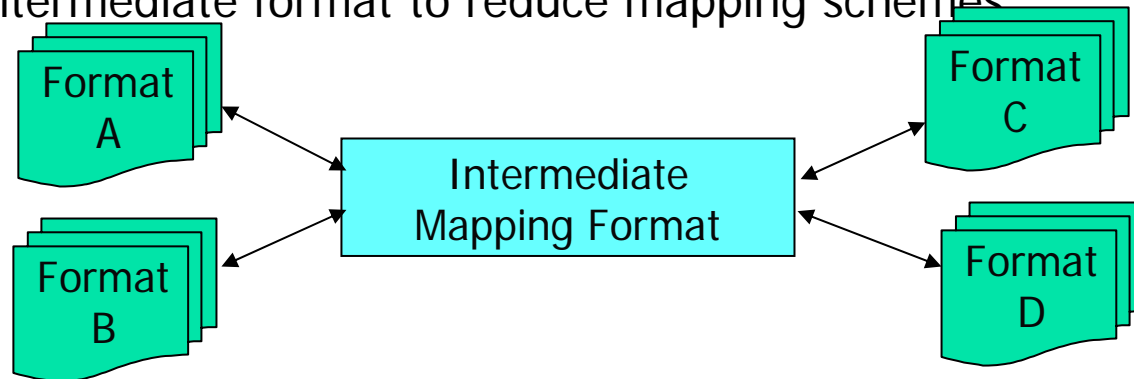 intermediate format to reduce mapping schemes
Format
A
Format
C
Intermediate
Mapping Format
Format
B
Format
D